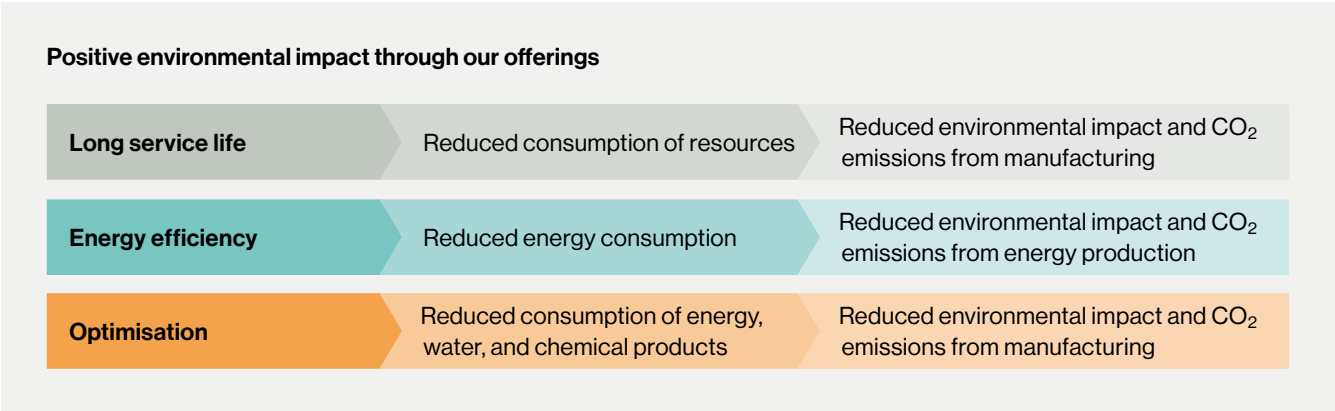 Positive environmental impact through our offerings
Long service life
Reduced consumption of resources
Reduced environmental impact and CO₂
emissions from manufacturing
Energy efficiency
Reduced energy consumption
Reduced environmental impact and CO₂
emissions from energy production
Optimisation
Reduced consumption of energy,
water, and chemical products
Reduced environmental impact and CO₂
emissions from manufacturing